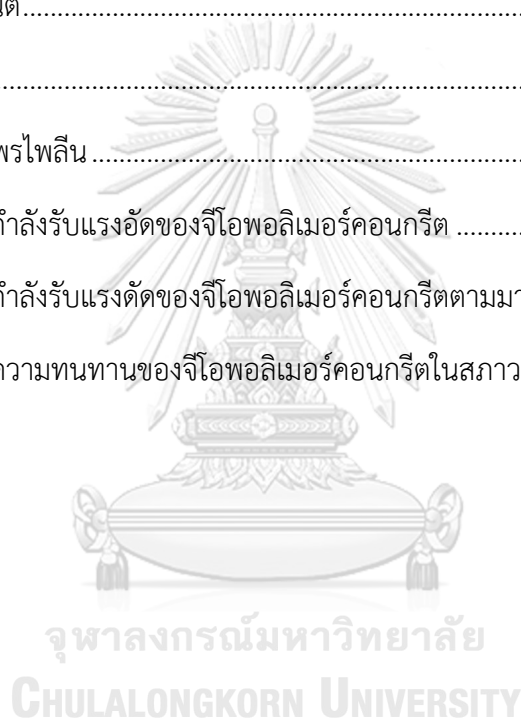 ....................................................................................
....................................................................................
พรไพลีน ....................................................................................
กำลังรับแรงอัดของจีโอพอลิเมอร์คอนกรีต ..........
กำลังรับแรงดัดของจีโอพอลิเมอร์คอนกรีตตามมา
ความทนทานของจีโอพอลิเมอร์คอนกรีตในสภาว
จุฬาลงกรณ์มหาวิทยาลัย
CHULALONGKORN UNIVERSITY